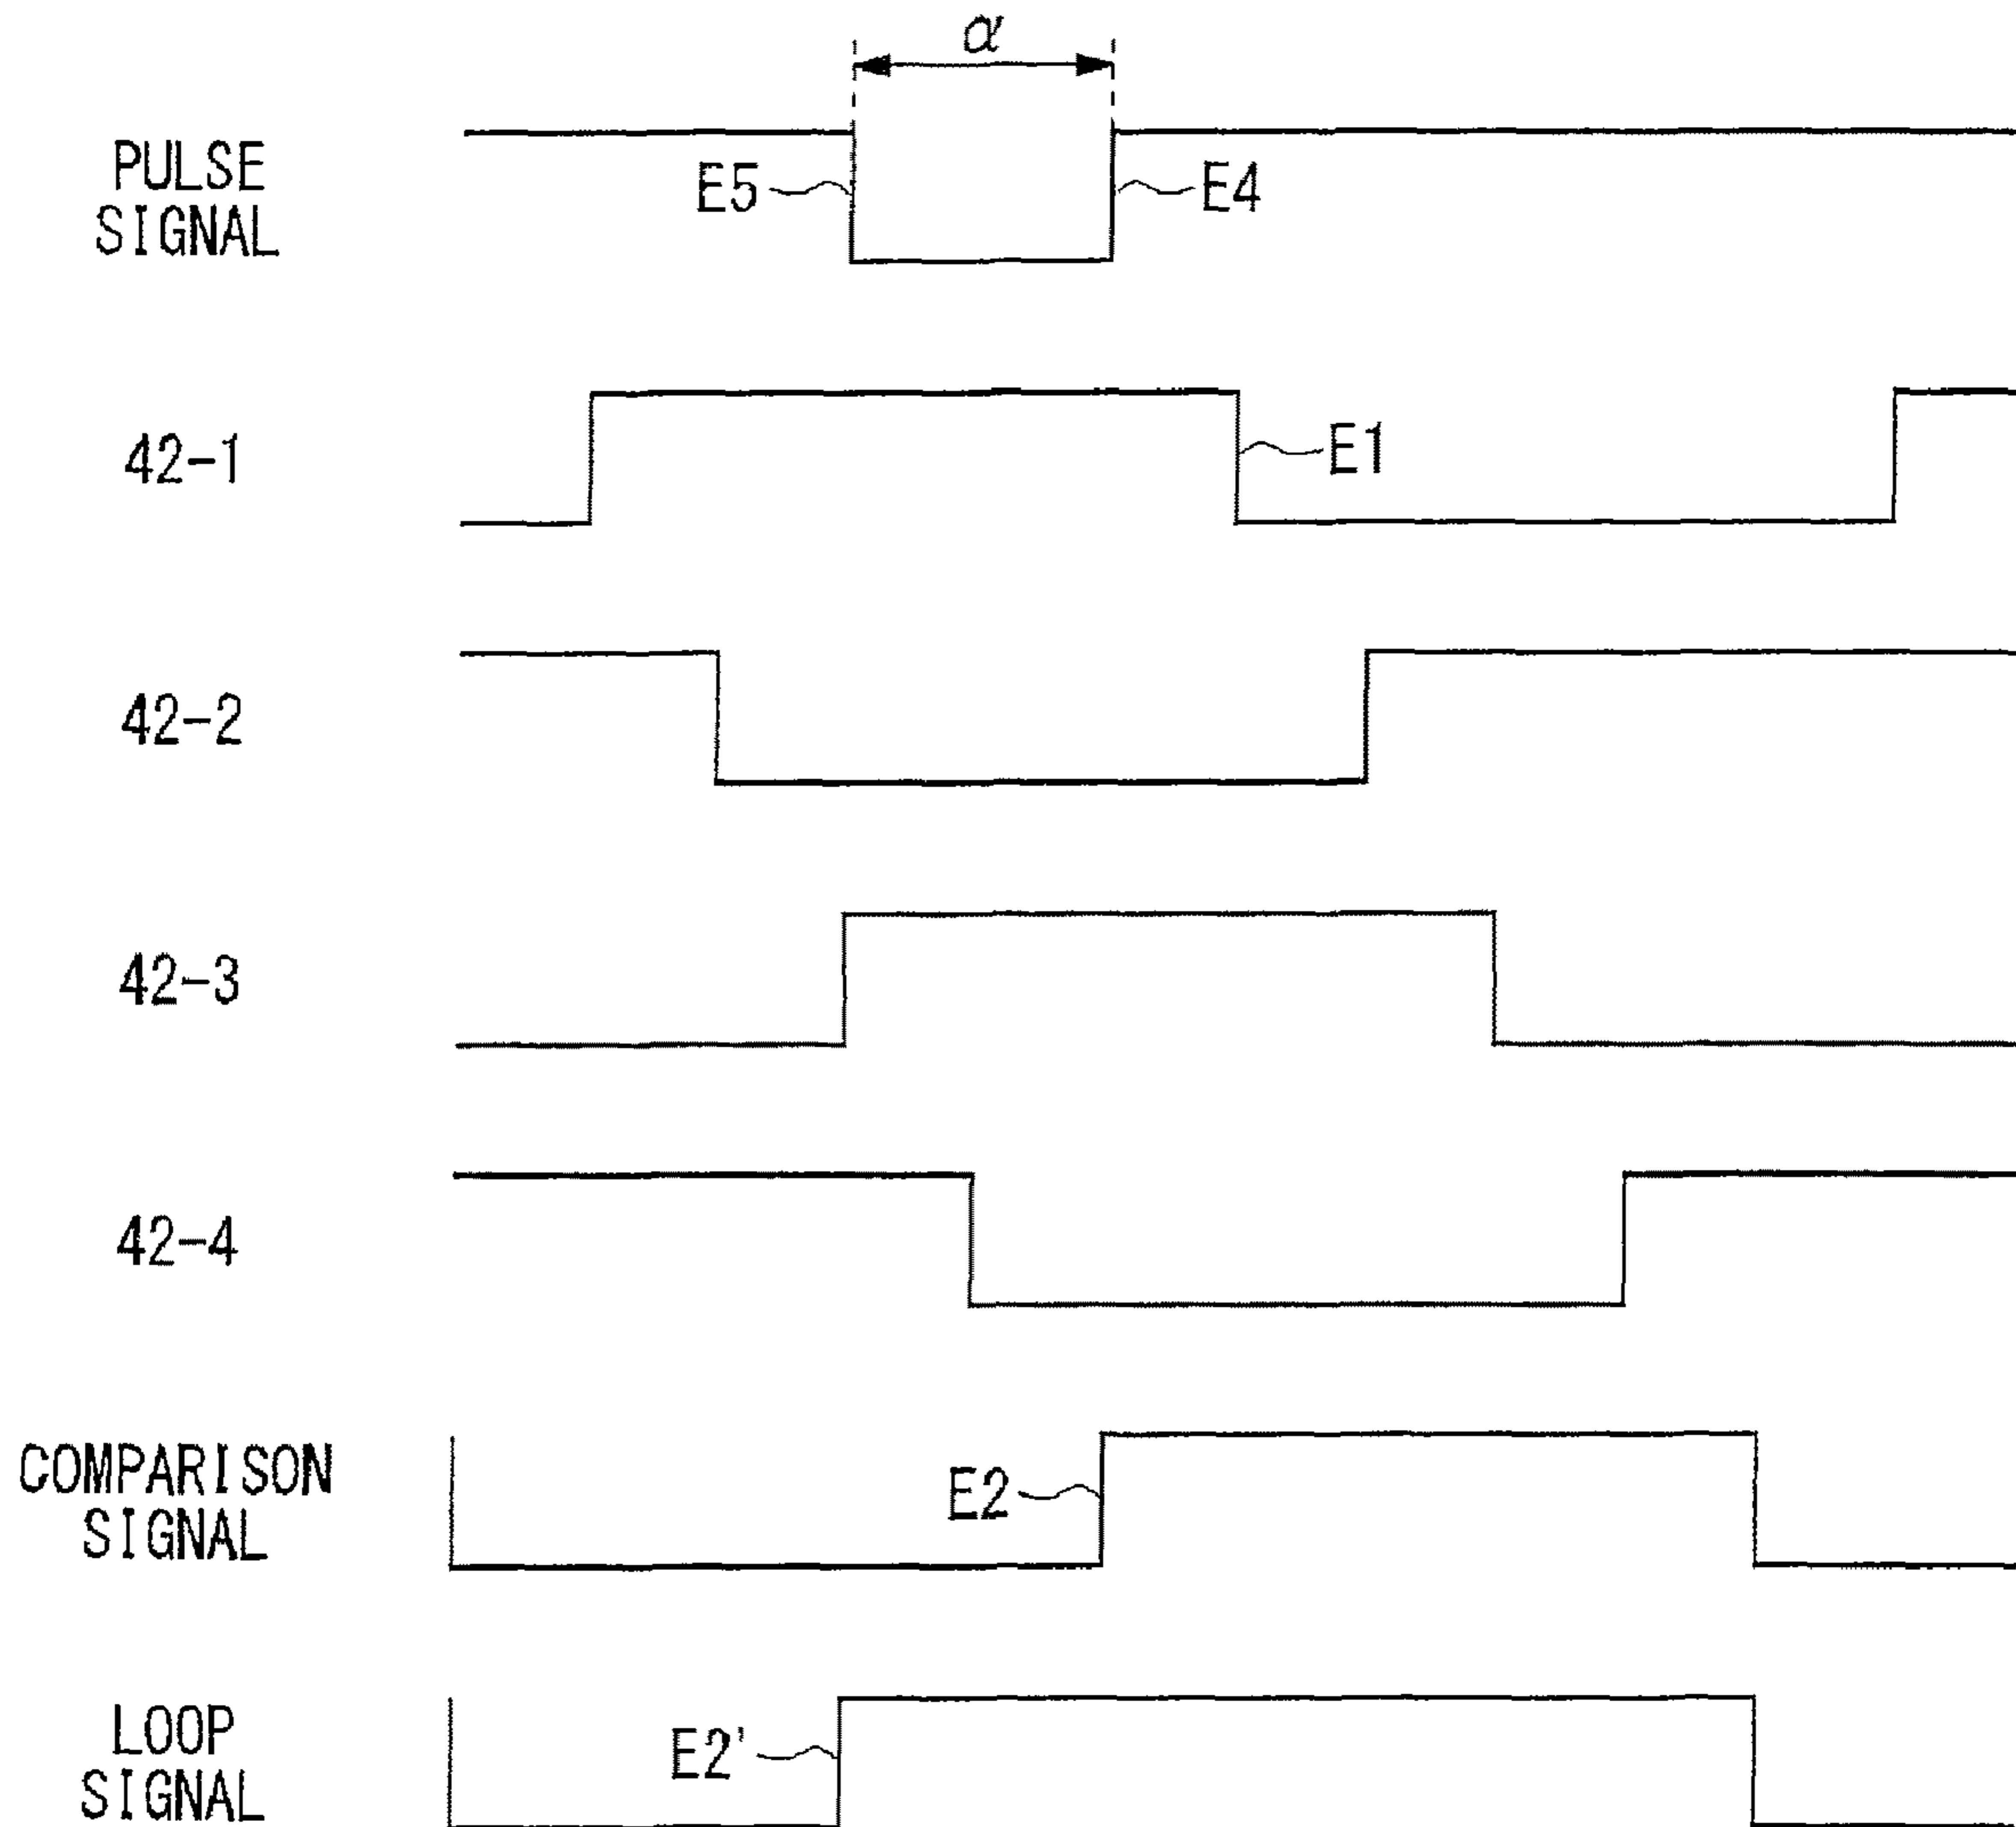 α
PULSE
SIGNAL
E5
E4
42-1
E1
42-2
42-3
42-4
COMPARISON
SIGNAL
E2
LOOP
SIGNAL
E2'